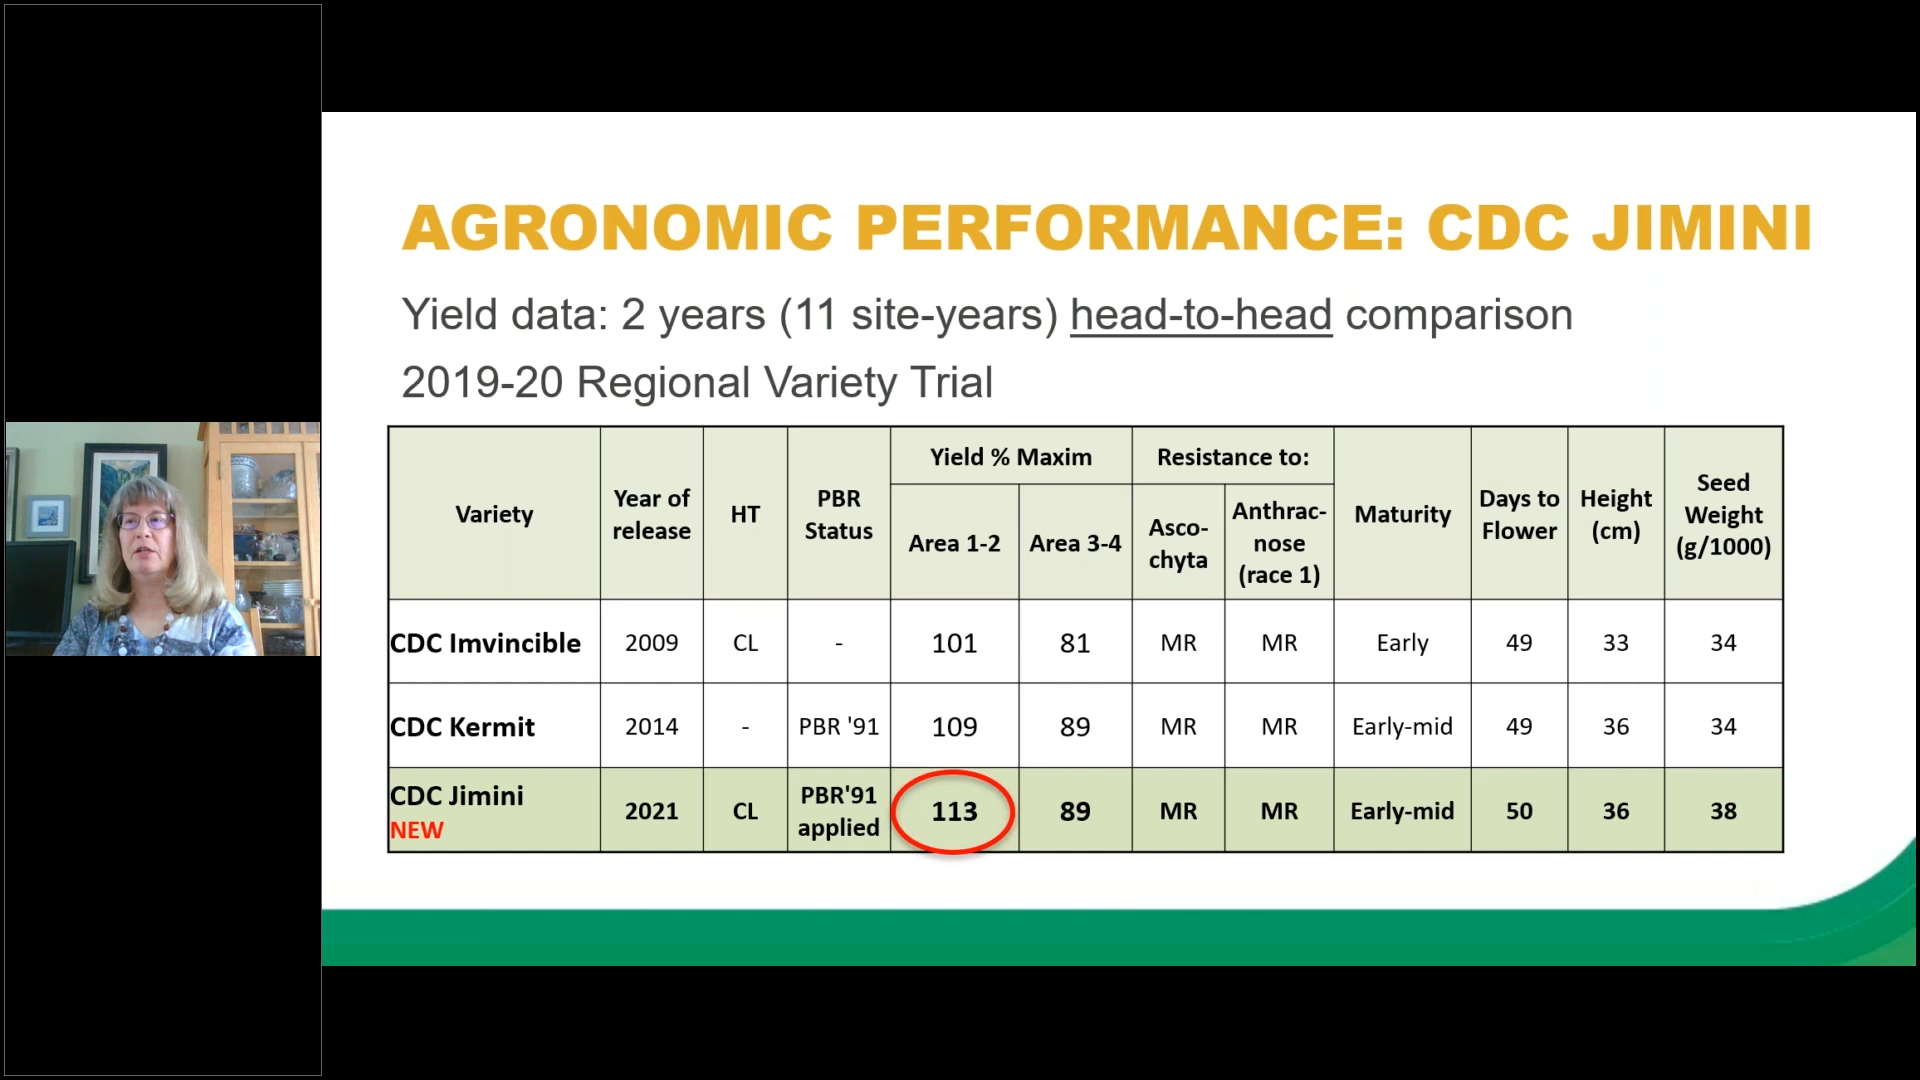 AGRONOMIC PERFORMANCE: CDC JIMINI
Yield data: 2 years (11 site-years) head-to-head comparison
2019-20 Regional Variety Trial
Variety
Year of
release
HT
PBR
Status
Yield % Maxim
Area 1-2
Area 3-4
Resistance to:
Asco-
chyta
Anthrac-
nose
(race 1)
Maturity
Days to
Flower
Height
(cm)
Seed
Weight
(g/1000)
CDC Imvincible 2009 CL - 101 81 MR MR Early 49 33 34
CDC Kermit 2014 - PBR '91 109 89 MR MR Early-mid 49 36 34
CDC Jimini
NEW
2021 CL
PBR'91
applied
113 89 MR MR Early-mid 50 36 38